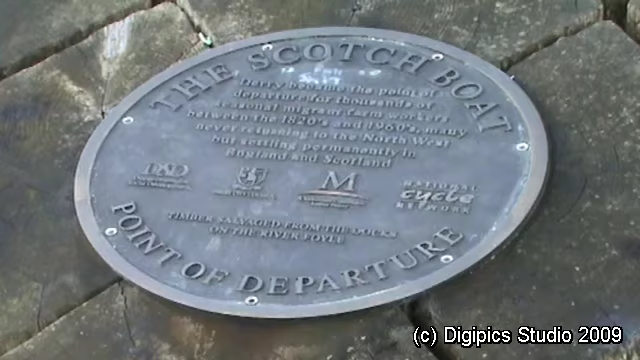 THE SCOTCH BOAT
Derry became the point of
departure for thousands of
seasonal migrant farm workers
between the 1820's and 1960's, many
never returning to the North West
but settling permanently in
England and Scotland
D&D
M
NATIONAL
cycle
NETWORK
TIMBER SALVAGED FROM THE DOCKS
ON THE RIVER FOYLE
POINT OF DEPARTURE
(c) Digipics Studio 2009